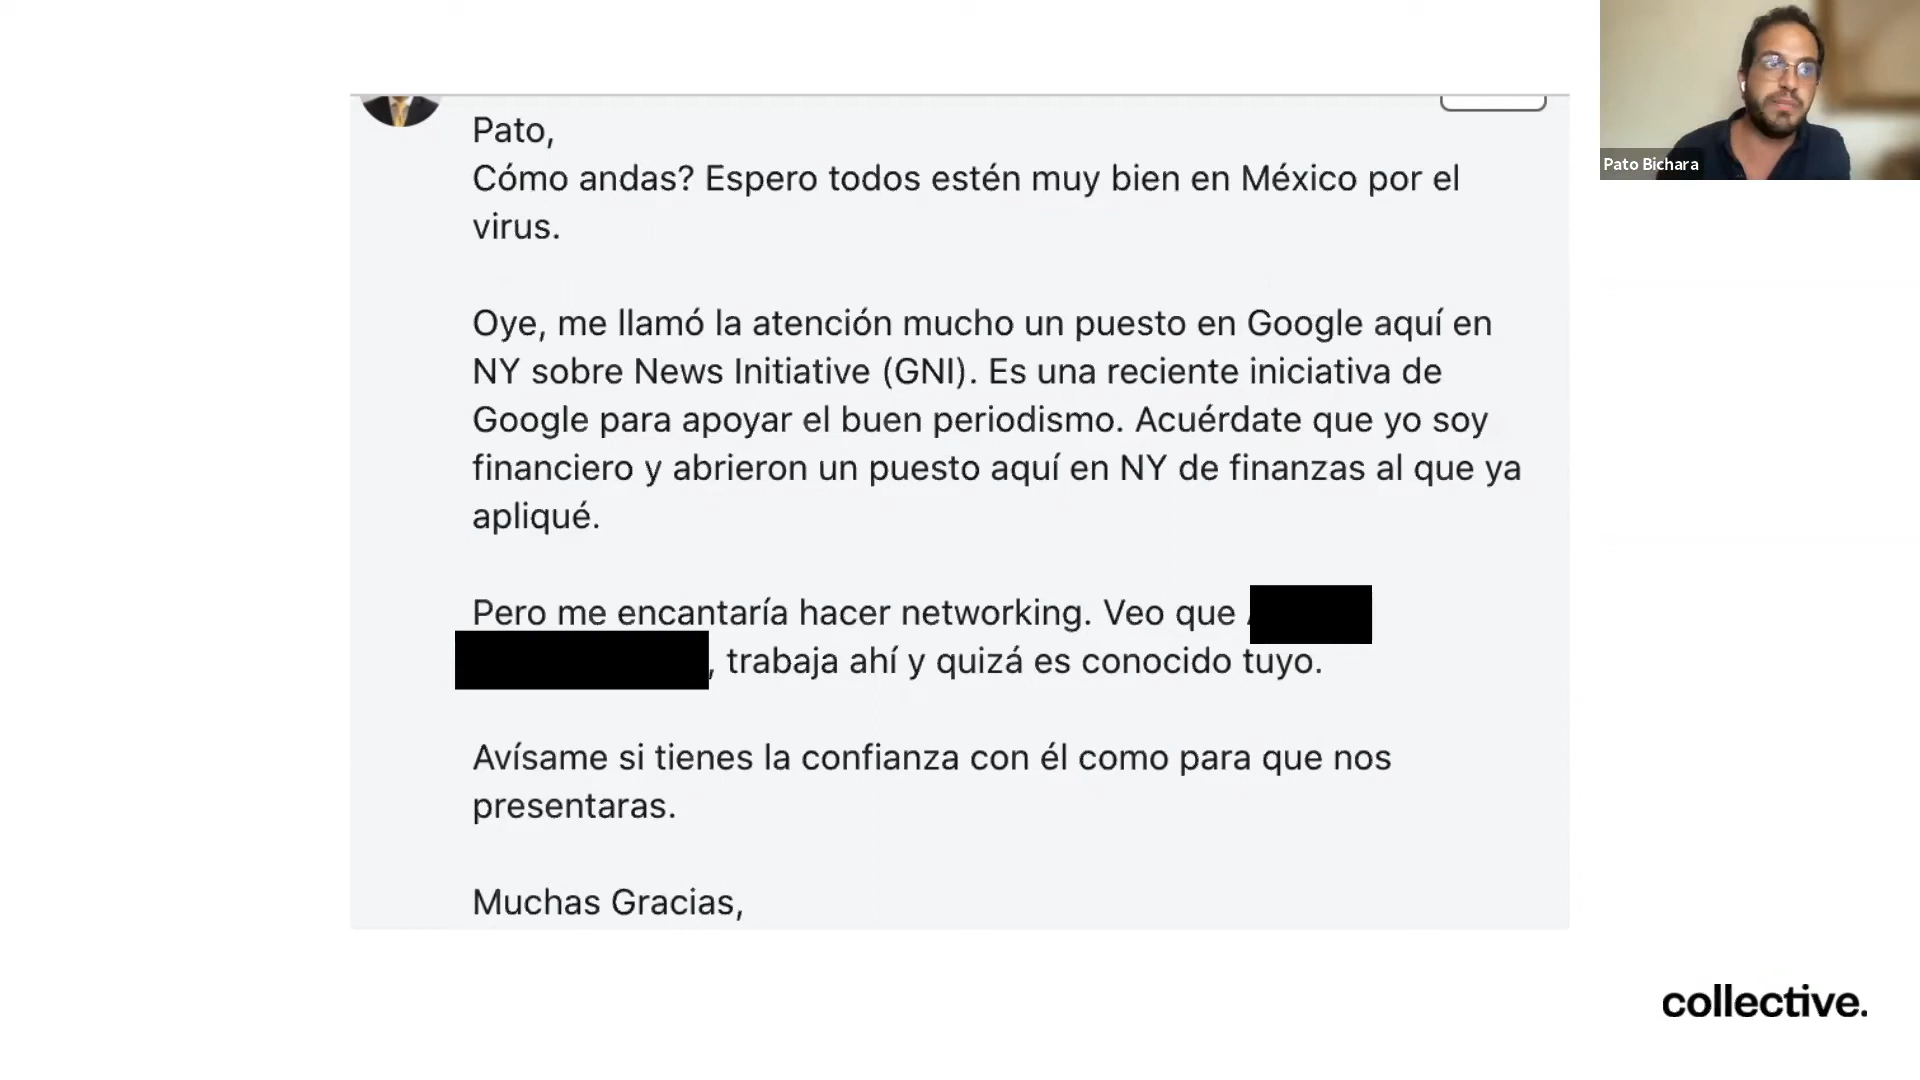 Pato,
Cómo andas? Espero todos estén muy bien en México por el
virus.
Oye, me llamó la atención mucho un puesto en Google aquí en
NY sobre News Initiative (GNI). Es una reciente iniciativa de
Google para apoyar el buen periodismo. Acuérdate que yo soy
financiero y abrieron un puesto aquí en NY de finanzas al que ya
apliqué.
Pero me encantaría hacer networking. Veo que
, trabaja ahí y quizá es conocido tuyo.
Avísame si tienes la confianza con él como para que nos
presentaras.
Muchas Gracias,
Pato Bichara
collective.